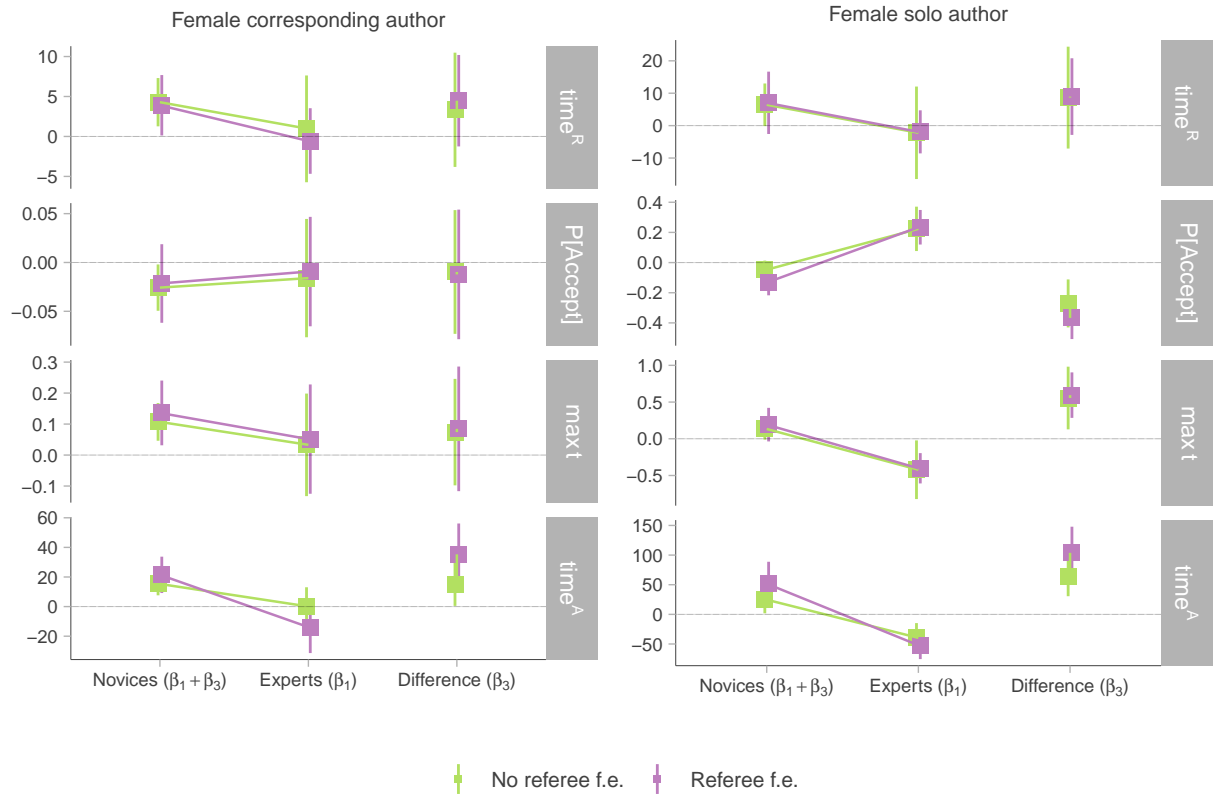 Female corresponding author
10
5
0
−5
time^R
0.05
0.00
−0.05
P[Accept]
0.3
0.2
0.1
0.0
−0.1
max t
60
40
20
0
−20
time^A
Novices (β₁ + β₃)
Experts (β₁)
Difference (β₃)
Female solo author
20
10
0
−10
time^R
0.4
0.2
0.0
−0.2
−0.4
P[Accept]
1.0
0.5
0.0
−0.5
max t
150
100
50
0
−50
time^A
Novices (β₁ + β₃)
Experts (β₁)
Difference (β₃)
No referee f.e.
Referee f.e.